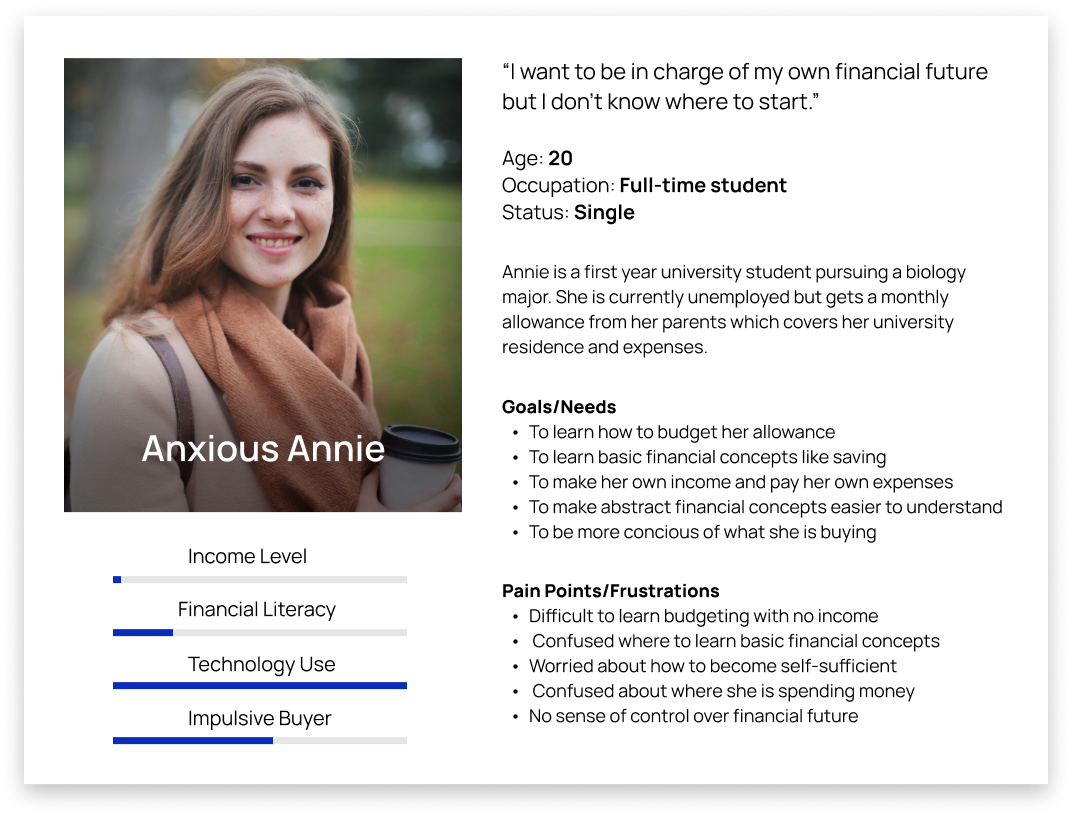 Anxious Annie
Income Level
Financial Literacy
Technology Use
Impulsive Buyer
“I want to be in charge of my own financial future
but I don’t know where to start.”
Age: 20
Occupation: Full-time student
Status: Single
Annie is a first year university student pursuing a biology
major. She is currently unemployed but gets a monthly
allowance from her parents which covers her university
residence and expenses.
Goals/Needs
• To learn how to budget her allowance
• To learn basic financial concepts like saving
• To make her own income and pay her own expenses
• To make abstract financial concepts easier to understand
• To be more concious of what she is buying
Pain Points/Frustrations
• Difficult to learn budgeting with no income
• Confused where to learn basic financial concepts
• Worried about how to become self-sufficient
• Confused about where she is spending money
• No sense of control over financial future